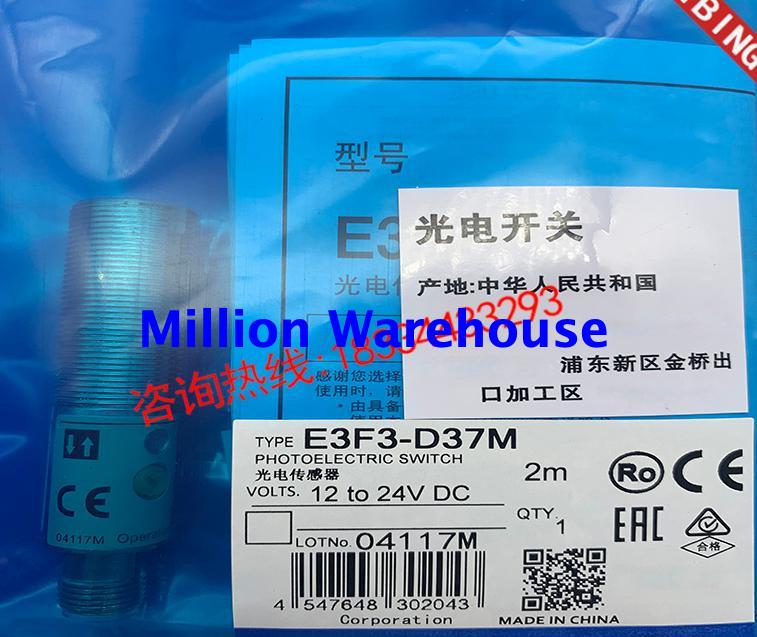 BING
型号
E3
光电传
光电开关
产地:中华人民共和国
浦东新区金桥出
口加工区
Million Warehouse
咨询热线:
感谢您选择
使用时,请
・由具备
TYPE E3F3-D37M
PHOTOELECTRIC SWITCH
光电传感器
2m
VOLTS. 12 to 24V DC
QTY. 1
LOTNo. 04117M
4 547648 302043
Corporation
Ro CE
EAC
合格
MADE IN CHINA
CE
04117M Opera